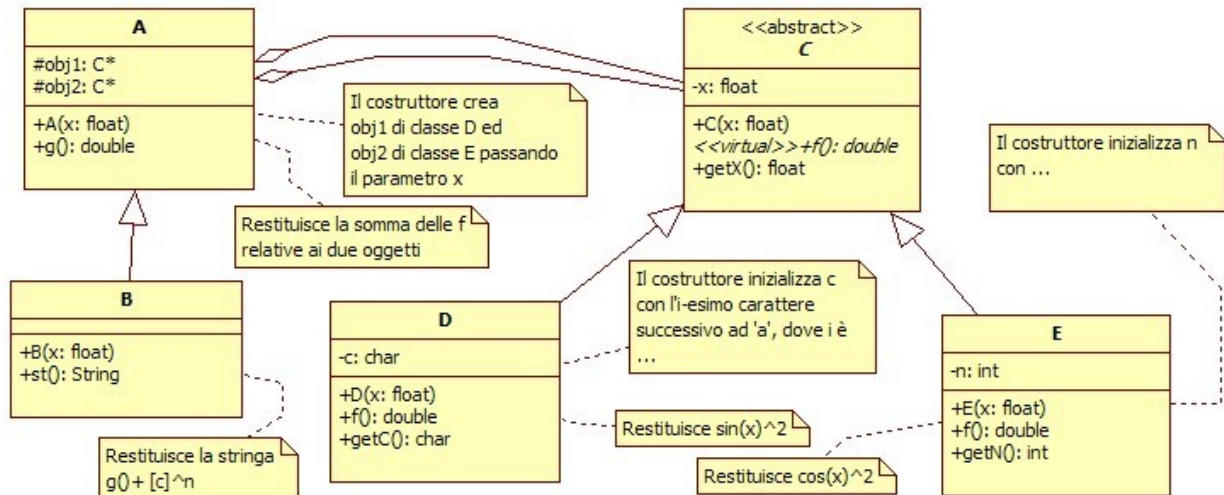 A
#obj1: C*
#obj2: C*
+A(x: float)
+g(): double
<<abstract>>
C
-x: float
+C(x: float)
<<virtual>>+f(): double
+getX(): float
Il costruttore crea
obj1 di classe D ed
obj2 di classe E passando
il parametro x
Il costruttore inizializza n
con ...
Restituisce la somma delle f
relative ai due oggetti
B
+B(x: float)
+st(): String
Restituisce la stringa
g()+ [c]^n
D
-c: char
+D(x: float)
+f(): double
+getC(): char
Il costruttore inizializza c
con l'i-esimo carattere
successivo ad 'a', dove i è
...
Restituisce sin(x)^2
Restituisce cos(x)^2
E
-n: int
+E(x: float)
+f(): double
+getN(): int